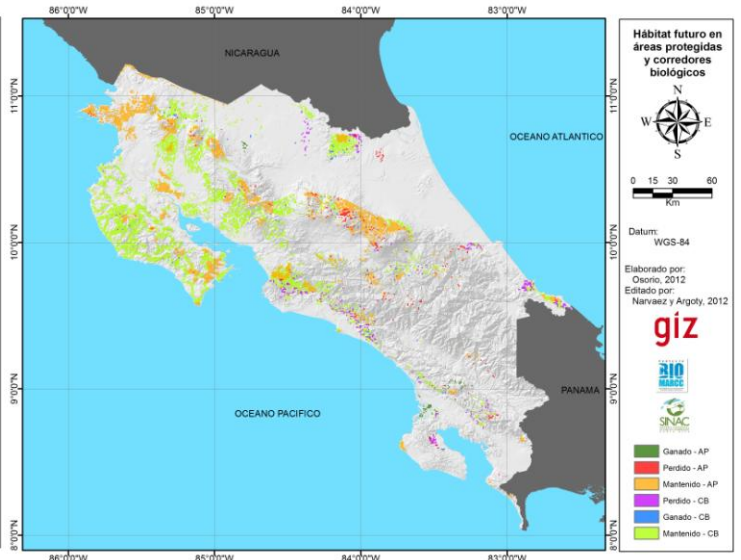 86°0'0"W 85°0'0"W 84°0'0"W 83°0'0"W
NICARAGUA
11°0'0"N
11°0'0"N
OCEANO ATLANTICO
10°0'0"N
10°0'0"N
9°0'0"N
9°0'0"N
PANAMA
OCEANO PACIFICO
8°0'0"N
8°0'0"N
86°0'0"W 85°0'0"W 84°0'0"W 83°0'0"W
Hábitat futuro en
áreas protegidas
y corredores
biológicos
N
W E
S
0 15 30 60
Km
Datum:
WGS-84
Elaborado por:
Osorio, 2012
Editado por:
Narvaez y Argoty, 2012
giz
BIO
MARCC
SINAC
Ganado - AP
Perdido - AP
Mantenido - AP
Perdido - CB
Ganado - CB
Mantenido - CB